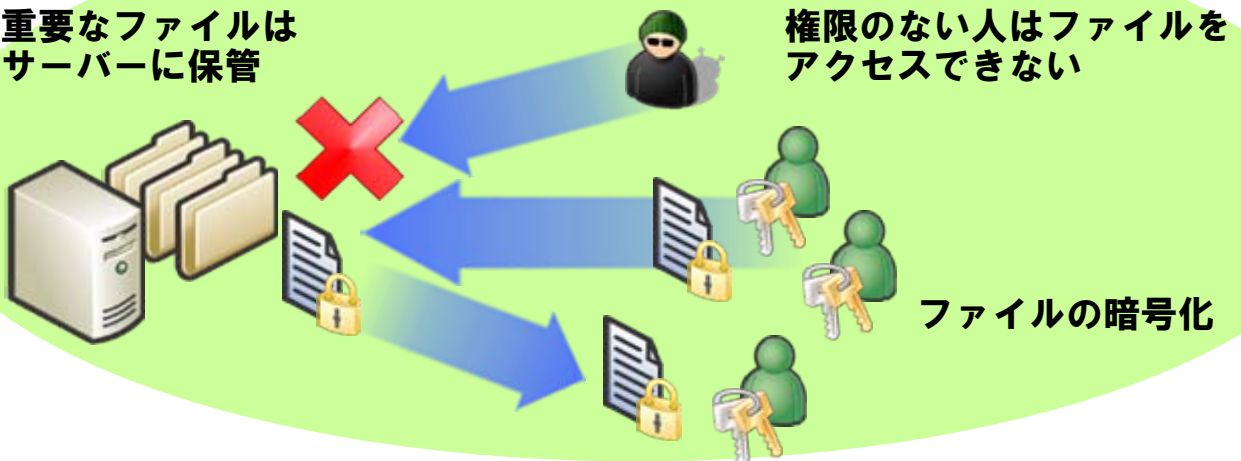 重要なファイルは
サーバーに保管
権限のない人はファイルを
アクセスできない
ファイルの暗号化